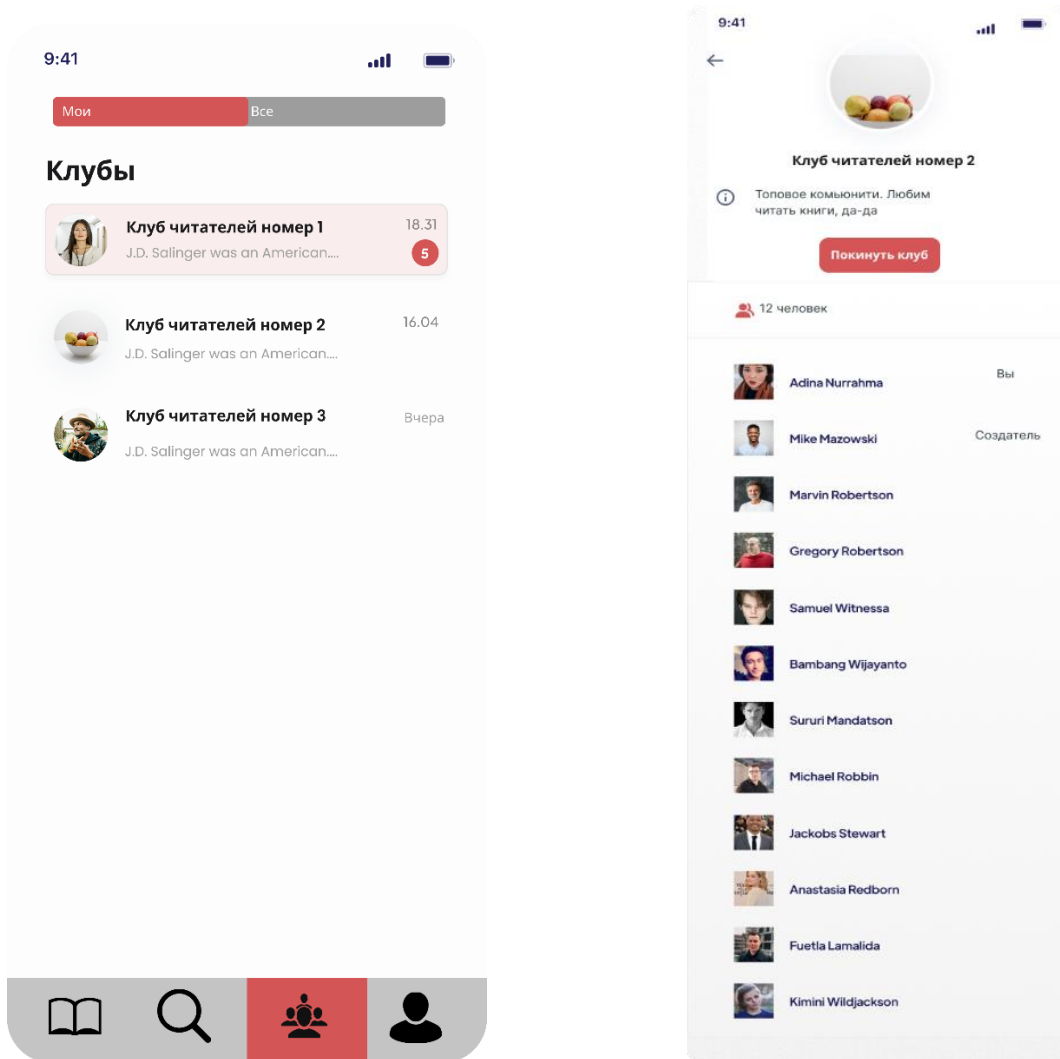 9:41
Мои
Все
Клубы
Клуб читателей номер 1
18.31
J.D. Salinger was an American....
5
Клуб читателей номер 2
16.04
J.D. Salinger was an American....
Клуб читателей номер 3
Вчера
J.D. Salinger was an American....
9:41
Клуб читателей номер 2
Топовое комьюнити. Любим
читать книги, да-да
Покинуть клуб
12 человек
Adina Nurrahma
Вы
Mike Mazowski
Создатель
Marvin Robertson
Gregory Robertson
Samuel Witnessa
Bambang Wijayanto
Sururi Mandatson
Michael Robbin
Jackobs Stewart
Anastasia Redborn
Fuetla Lamalida
Kimini Wildjackson